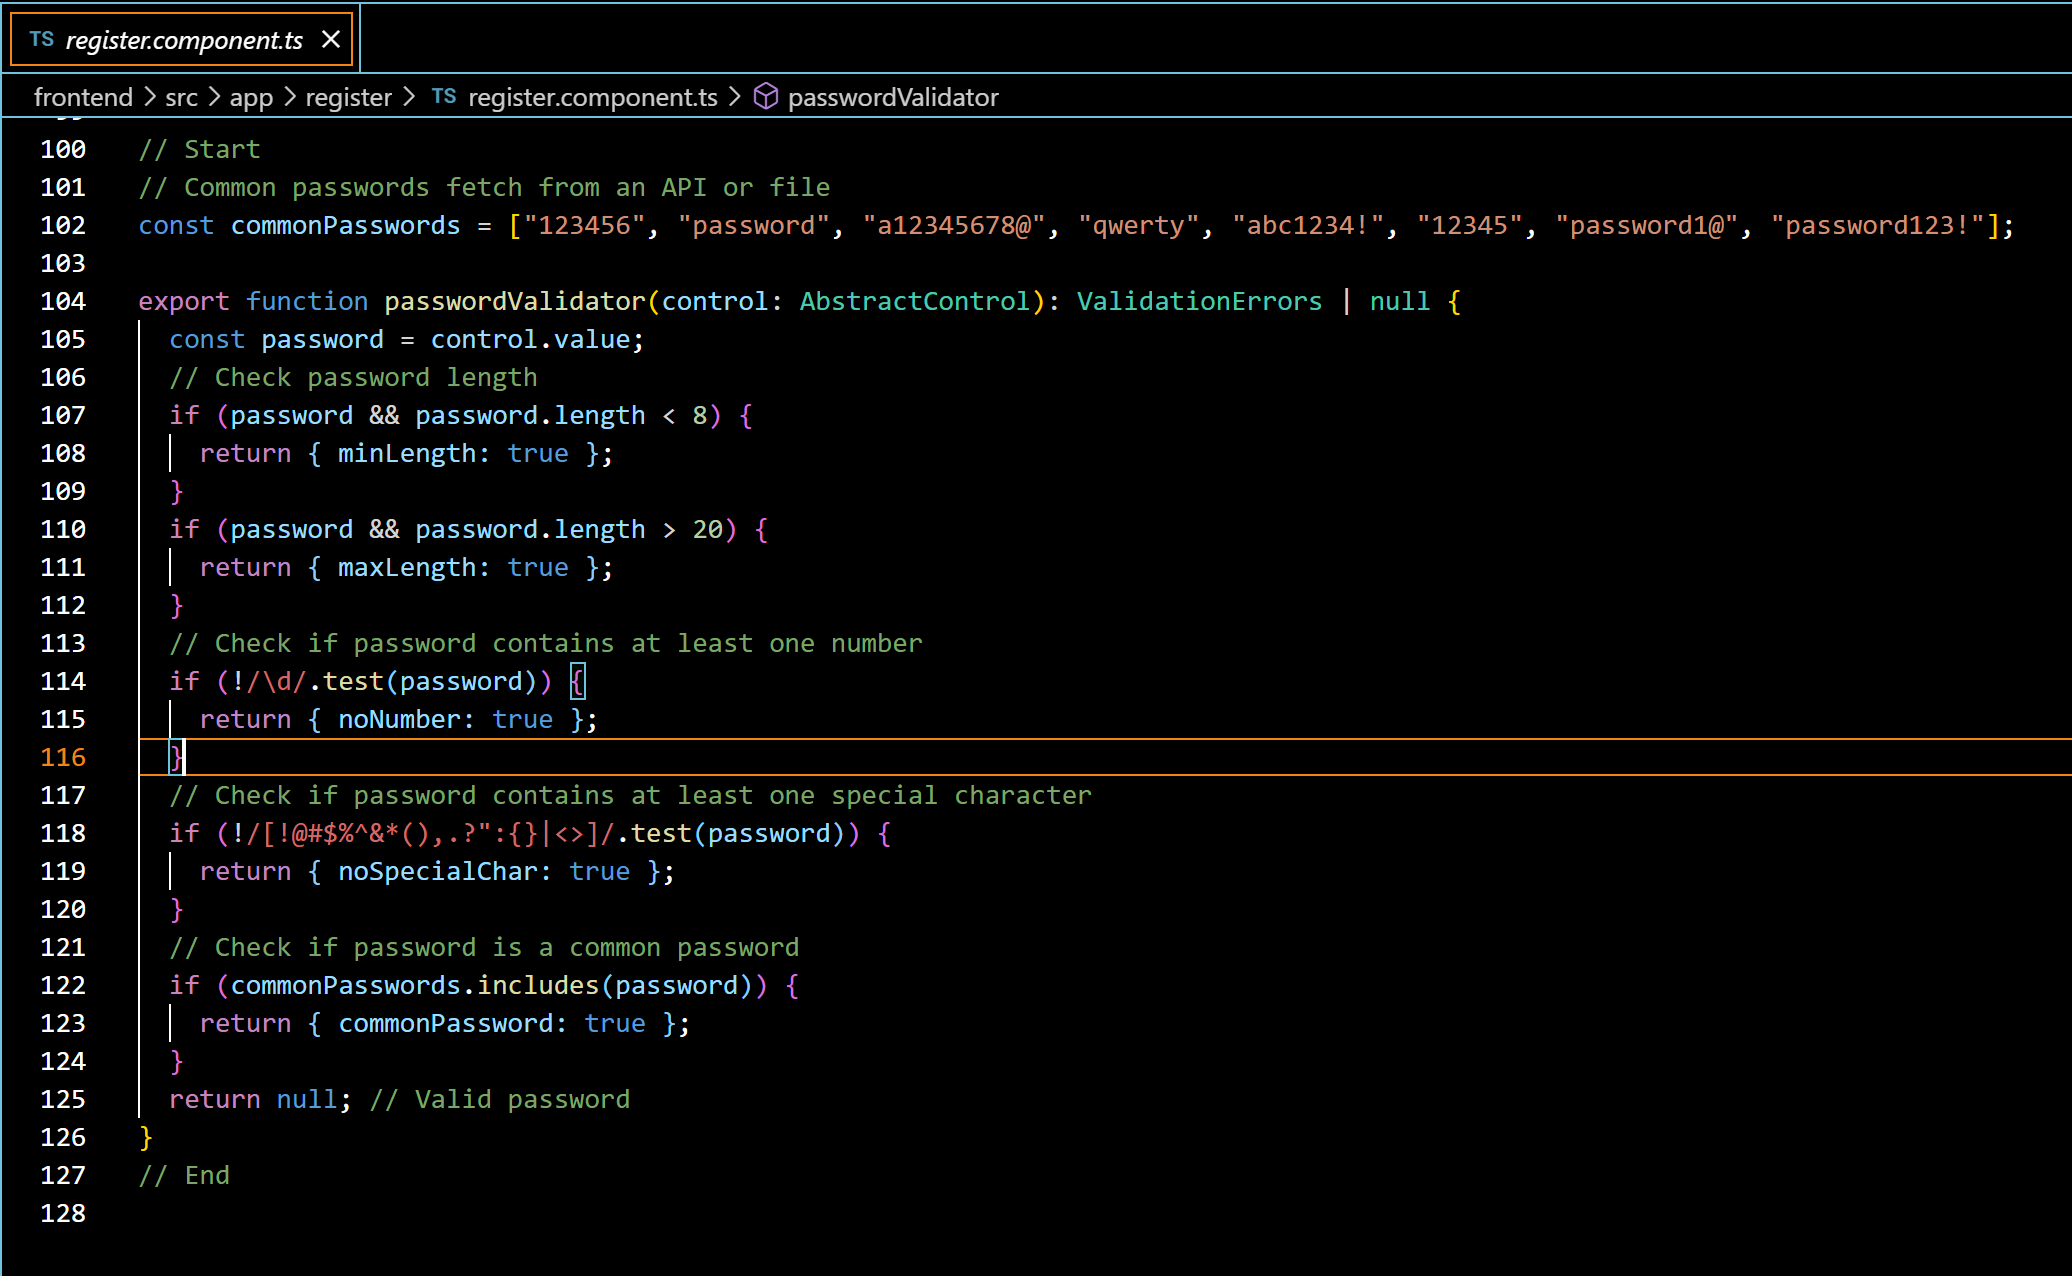 TS register.component.ts ×
frontend > src > app > register > TS register.component.ts > passwordValidator
100 // Start
101 // Common passwords fetch from an API or file
102 const commonPasswords = ["123456", "password", "a12345678@", "qwerty", "abc1234!", "12345", "password1@", "password123!"];
103
104 export function passwordValidator(control: AbstractControl): ValidationErrors | null {
105   const password = control.value;
106   // Check password length
107   if (password && password.length < 8) {
108     return { minLength: true };
109   }
110   if (password && password.length > 20) {
111     return { maxLength: true };
112   }
113   // Check if password contains at least one number
114   if (!/\d/.test(password)) {
115     return { noNumber: true };
116   }
117   // Check if password contains at least one special character
118   if (!/[!@#$%^&*(),.?":{}|<>]/.test(password)) {
119     return { noSpecialChar: true };
120   }
121   // Check if password is a common password
122   if (commonPasswords.includes(password)) {
123     return { commonPassword: true };
124   }
125   return null; // Valid password
126 }
127 // End
128